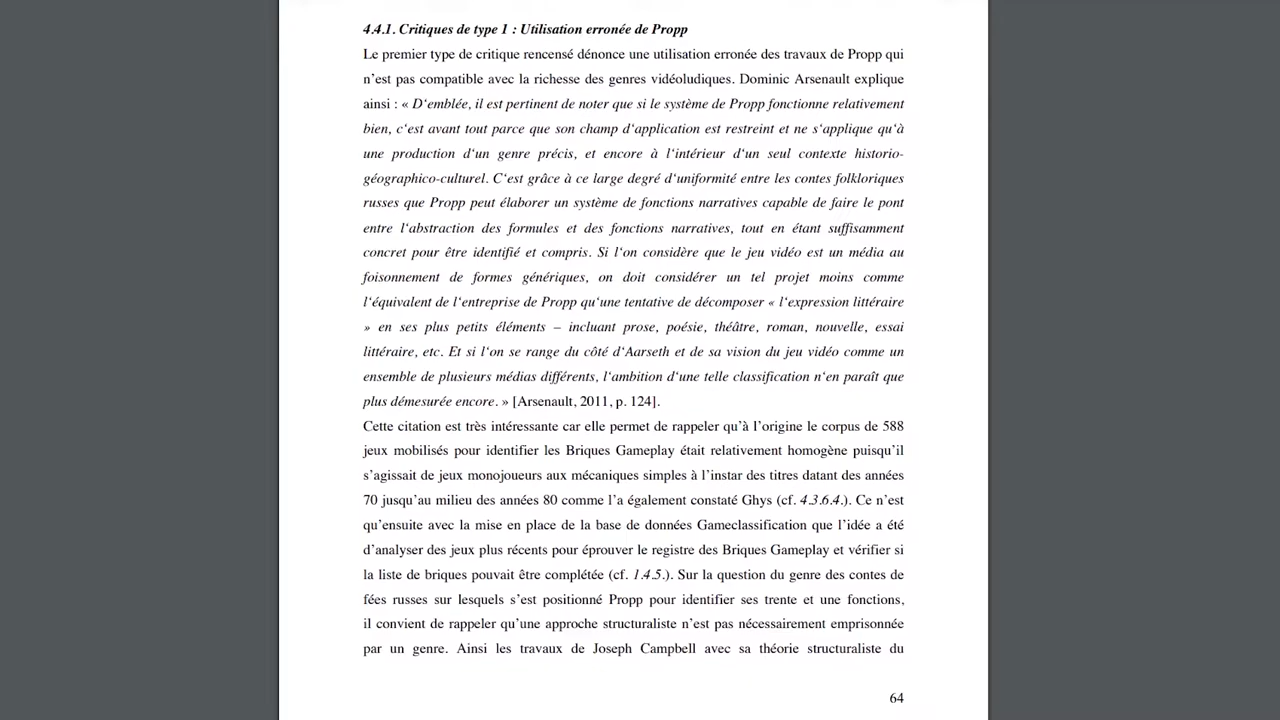 4.4.1. Critiques de type 1 : Utilisation erronée de Propp
Le premier type de critique rencensé dénonce une utilisation erronée des travaux de Propp qui
n’est pas compatible avec la richesse des genres vidéoludiques. Dominic Arsenault explique
ainsi : « D‘emblée, il est pertinent de noter que si le système de Propp fonctionne relativement
bien, c‘est avant tout parce que son champ d‘application est restreint et ne s‘applique qu‘à
une production d‘un genre précis, et encore à l‘intérieur d‘un seul contexte historio-
géographico-culturel. C‘est grâce à ce large degré d‘uniformité entre les contes folkloriques
russes que Propp peut élaborer un système de fonctions narratives capable de faire le pont
entre l‘abstraction des formules et des fonctions narratives, tout en étant suffisamment
concret pour être identifié et compris. Si l‘on considère que le jeu vidéo est un média au
foisonnement de formes génériques, on doit considérer un tel projet moins comme
l‘équivalent de l‘entreprise de Propp qu‘une tentative de décomposer « l‘expression littéraire
» en ses plus petits éléments – incluant prose, poésie, théâtre, roman, nouvelle, essai
littéraire, etc. Et si l‘on se range du côté d‘Aarseth et de sa vision du jeu vidéo comme un
ensemble de plusieurs médias différents, l‘ambition d‘une telle classification n‘en paraît que
plus démesurée encore. » [Arsenault, 2011, p. 124].
Cette citation est très intéressante car elle permet de rappeler qu’à l’origine le corpus de 588
jeux mobilisés pour identifier les Briques Gameplay était relativement homogène puisqu’il
s’agissait de jeux monojoueurs aux mécaniques simples à l’instar des titres datant des années
70 jusqu’au milieu des années 80 comme l’a également constaté Ghys (cf. 4.3.6.4.). Ce n’est
qu’ensuite avec la mise en place de la base de données Gameclassification que l’idée a été
d’analyser des jeux plus récents pour éprouver le registre des Briques Gameplay et vérifier si
la liste de briques pouvait être complétée (cf. 1.4.5.). Sur la question du genre des contes de
fées russes sur lesquels s’est positionné Propp pour identifier ses trente et une fonctions,
il convient de rappeler qu’une approche structuraliste n’est pas nécessairement emprisonnée
par un genre. Ainsi les travaux de Joseph Campbell avec sa théorie structuraliste du
64